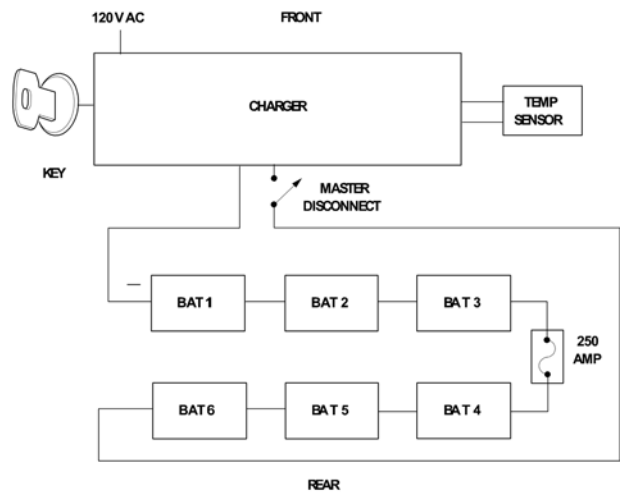 120 V AC
FRONT
CHARGER
TEMP
SENSOR
KEY
MASTER
DISCONNECT
—
BAT 1
BAT 2
BAT 3
250
AMP
BAT 6
BAT 5
BAT 4
REAR